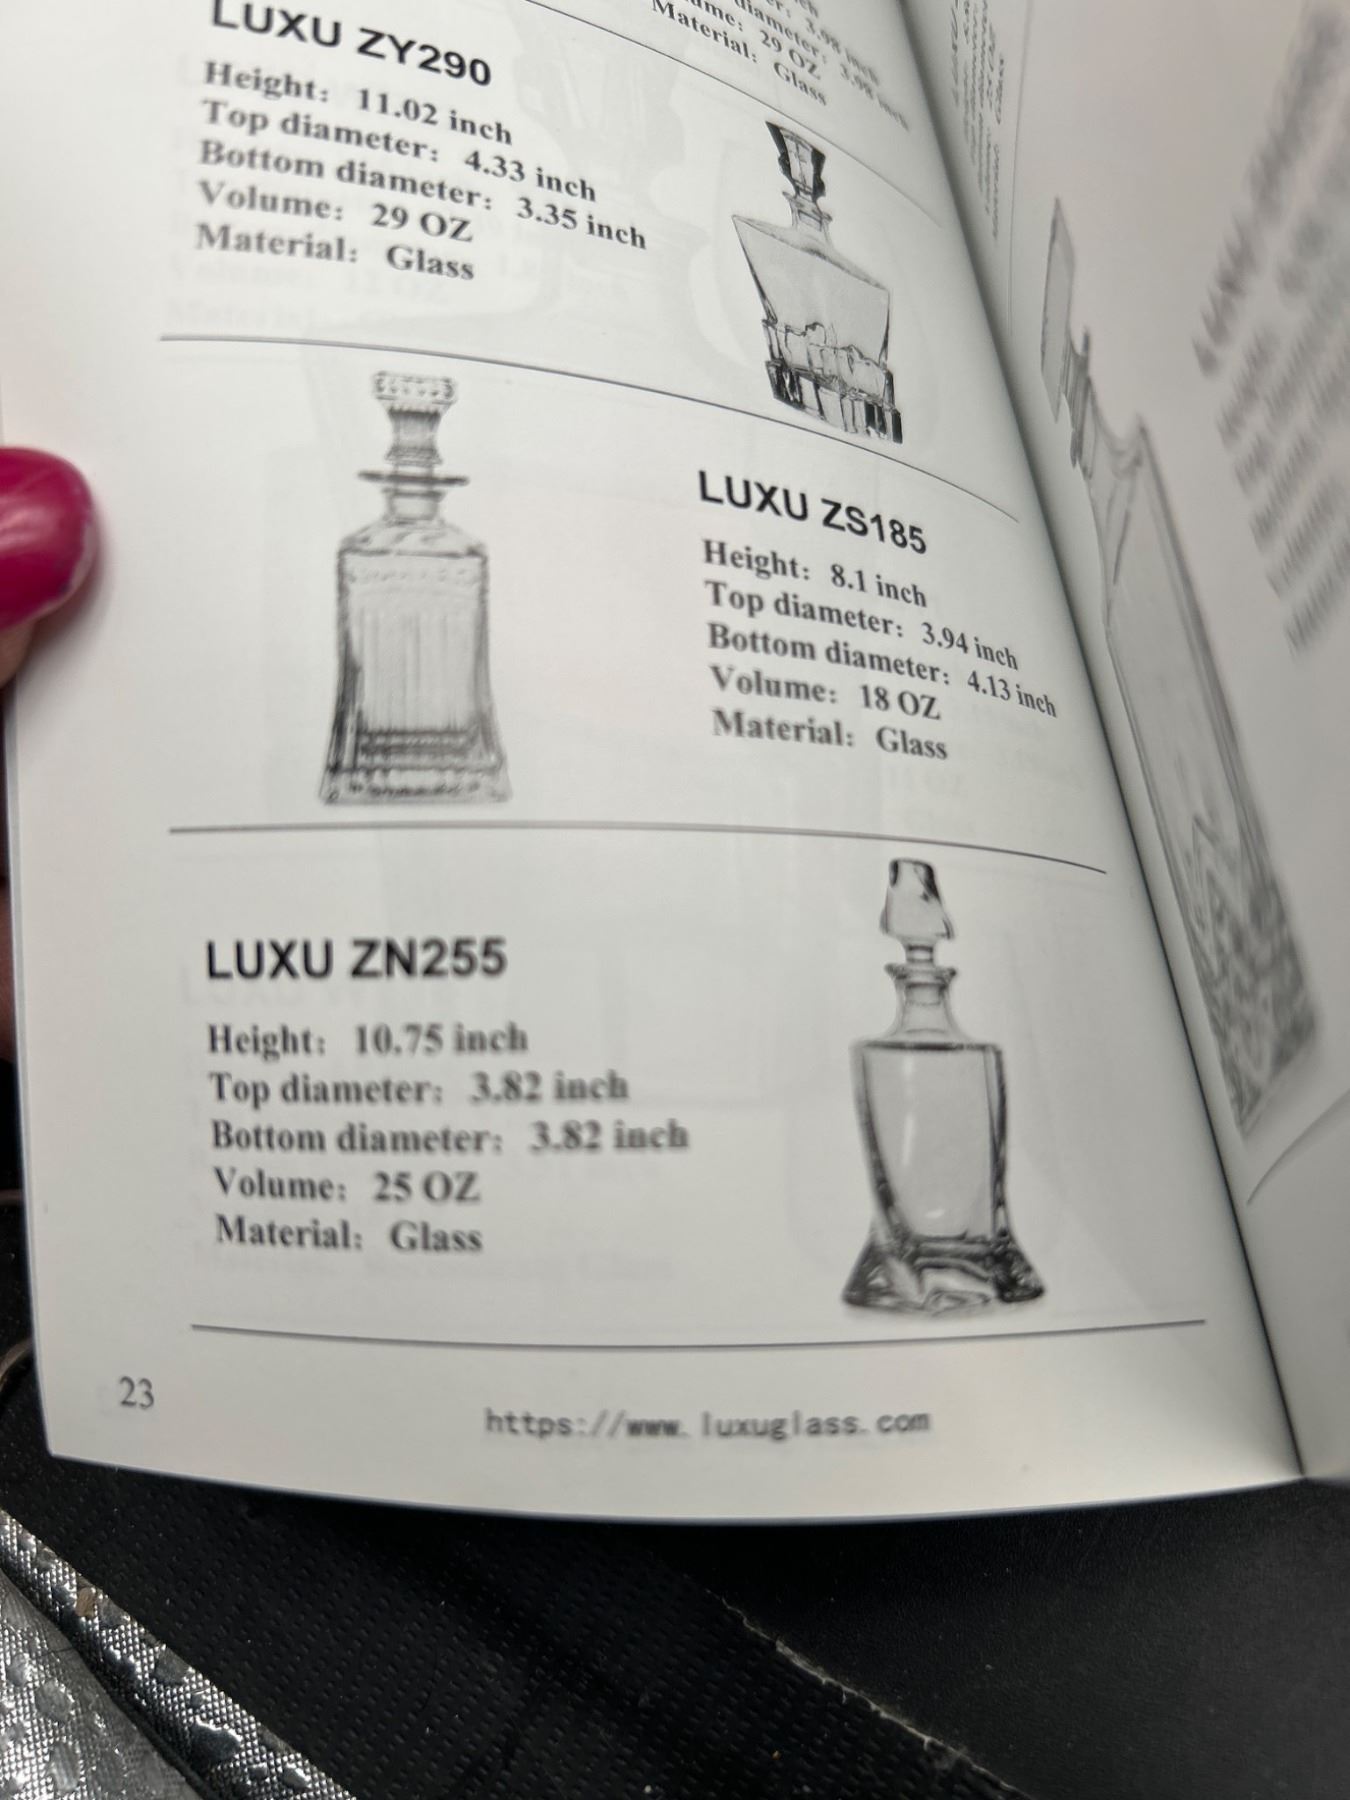 Material: Glass
LUXU ZY290
Height: 11.02 inch
Top diameter: 4.33 inch
Bottom diameter: 3.35 inch
Volume: 29 OZ
Material: Glass
LUXU ZS185
Height: 8.1 inch
Top diameter: 3.94 inch
Bottom diameter: 4.13 inch
Volume: 18 OZ
Material: Glass
LUXU ZN255
Height: 10.75 inch
Top diameter: 3.82 inch
Bottom diameter: 3.82 inch
Volume: 25 OZ
Material: Glass
23
https://www.luxuglass.com